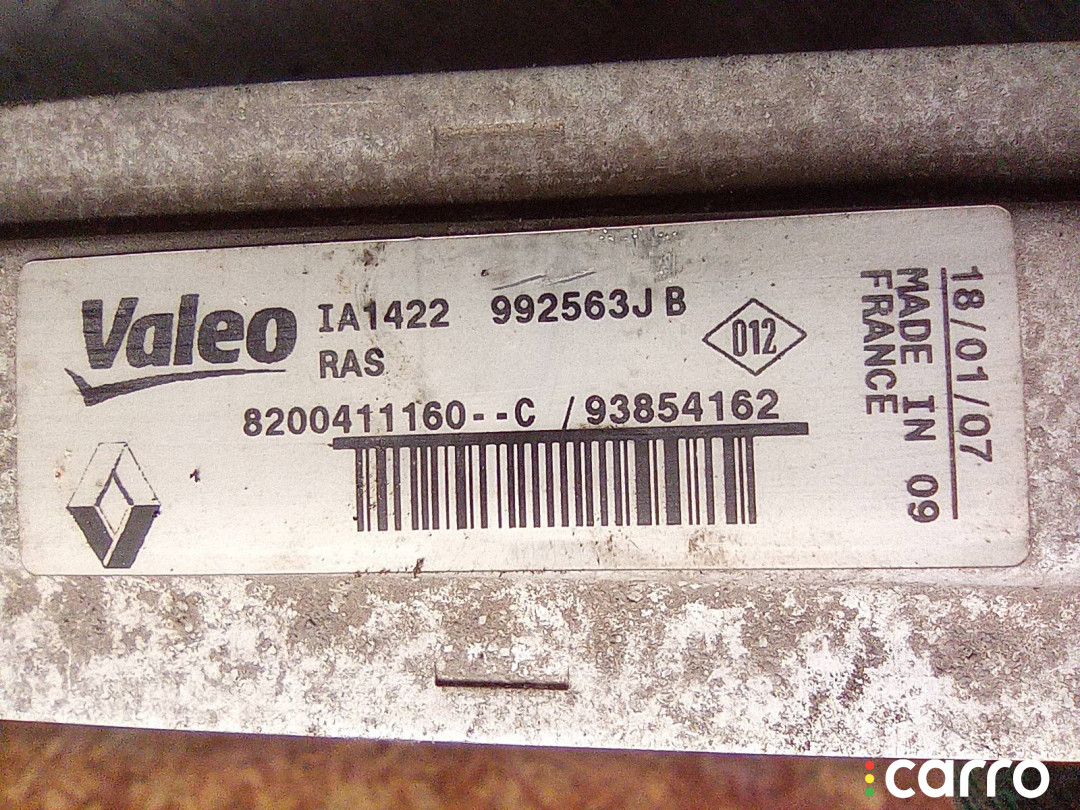 Valeo
IA1422 992563J B
RAS
012
8200411160--C / 93854162
18/01/07
MADE IN 09
FRANCE
carro